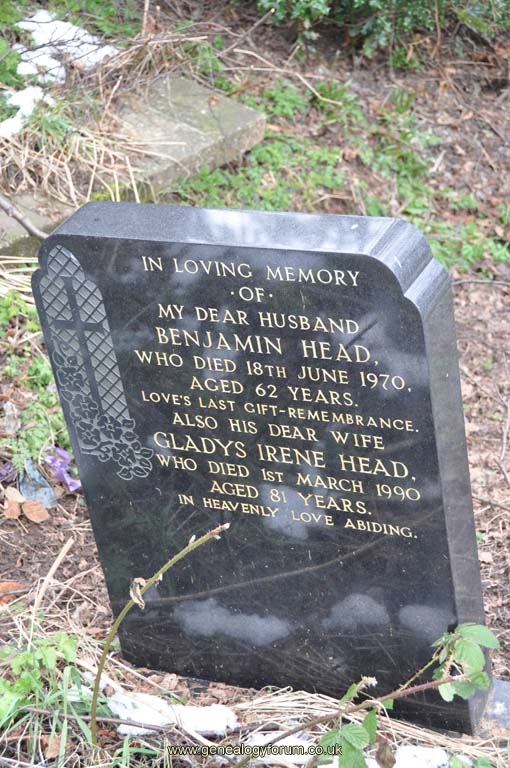 IN LOVING MEMORY
·OF·
MY DEAR HUSBAND
BENJAMIN HEAD,
WHO DIED 18TH JUNE 1970,
AGED 62 YEARS.
LOVE'S LAST GIFT-REMEMBRANCE.
ALSO HIS DEAR WIFE
GLADYS IRENE HEAD,
WHO DIED 1ST MARCH 1990
AGED 81 YEARS.
IN HEAVENLY LOVE ABIDING.
www.genealogyforum.co.uk